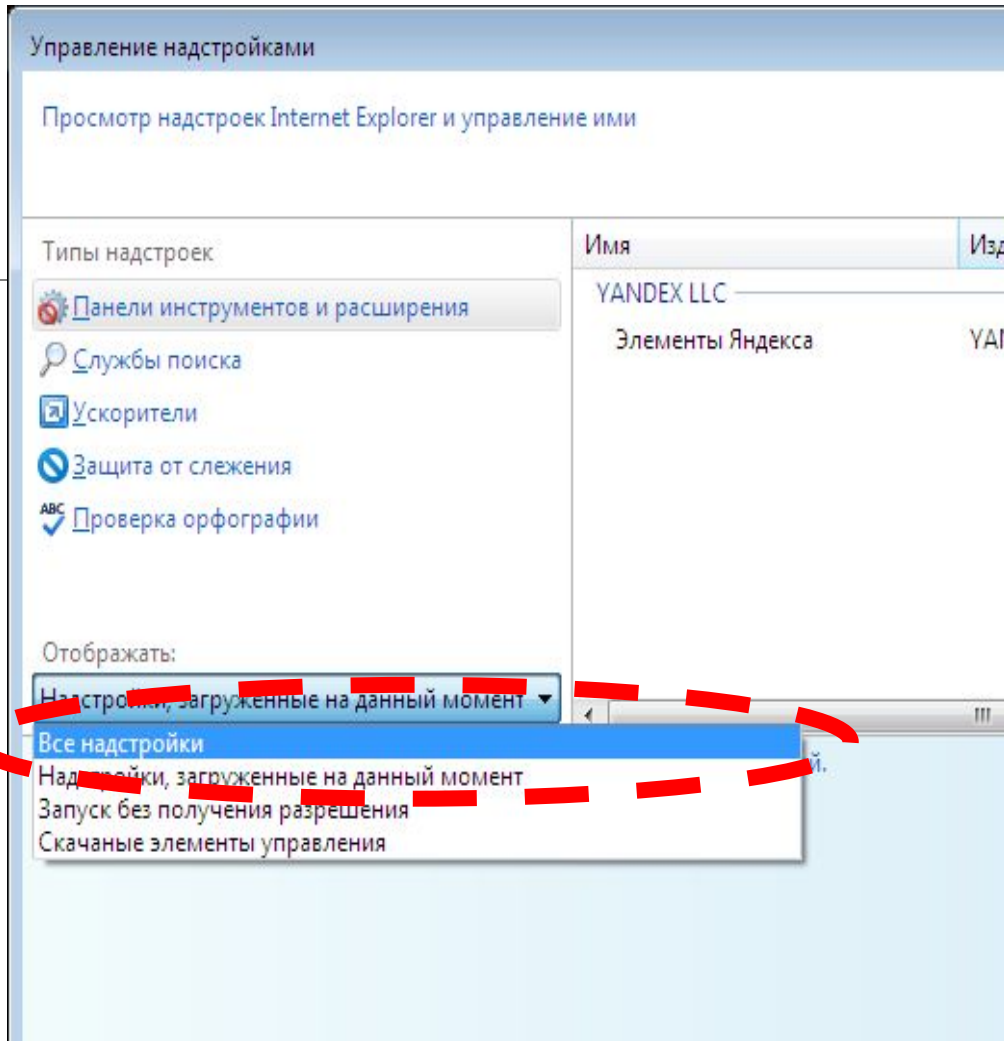 Управление надстройками
Просмотр надстроек Internet Explorer и управление ими
Типы надстроек
Панели инструментов и расширения
Службы поиска
Ускорители
Защита от слежения
ABC Проверка орфографии
Отображать:
Надстройки, загруженные на данный момент
Все надстройки
Надстройки, загруженные на данный момент
Запуск без получения разрешения
Скачаные элементы управления
Имя
YANDEX LLC
Элементы Яндекса